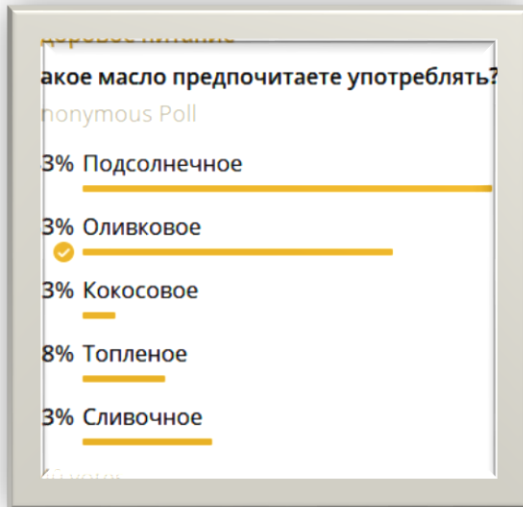 акое масло предпочитаете употреблять?
nonymous Poll
3% Подсолнечное
3% Оливковое
3% Кокосовое
8% Топленое
3% Сливочное